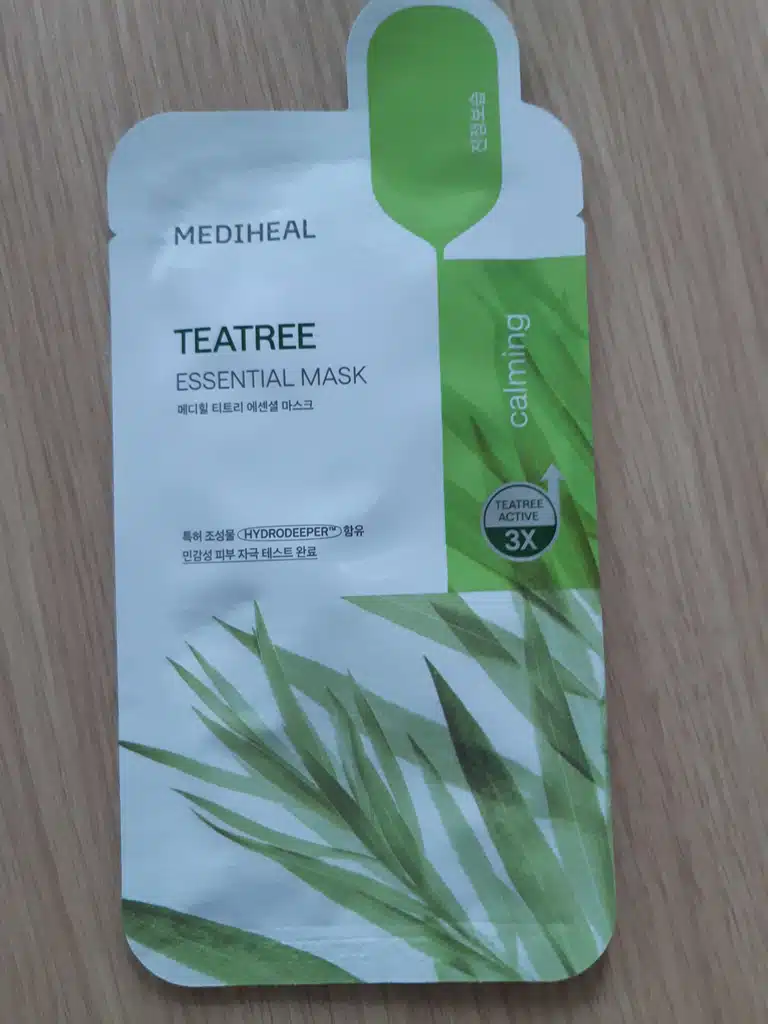 진정보습
MEDIHEAL
TEATREE
ESSENTIAL MASK
메디힐 티트리 에센셜 마스크
calming
TEATREE
ACTIVE
3X
특허 조성물 HYDRODEEPER™ 함유
민감성 피부 자극 테스트 완료